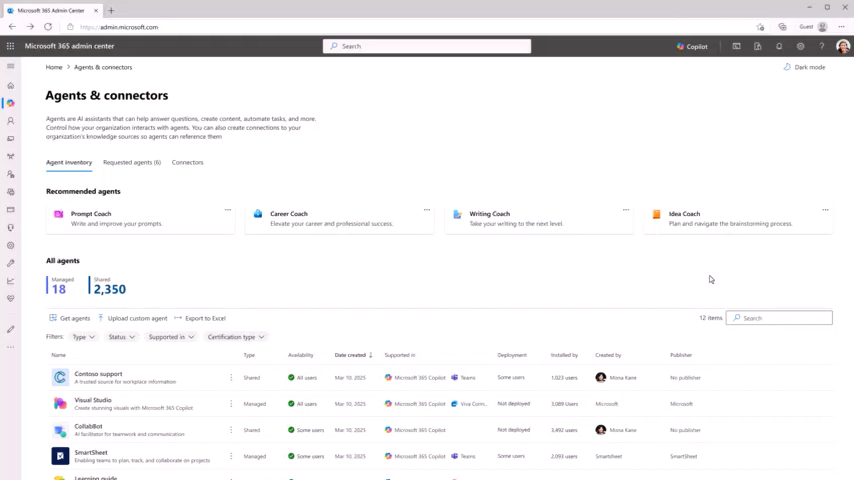 Microsoft 365 Admin Center
https://admin.microsoft.com
Guest
Microsoft 365 admin center
Search
Copilot
Home > Agents & connectors
Dark mode
Agents & connectors
Agents are AI assistants that can help answer questions, create content, automate tasks, and more.
Control how your organization interacts with agents. You can also create connections to your
organization's knowledge sources so agents can reference them
Agent inventory Requested agents (6) Connectors
Recommended agents
Prompt Coach
Write and improve your prompts.
Career Coach
Elevate your career and professional success.
Writing Coach
Take your writing to the next level.
Idea Coach
Plan and navigate the brainstorming process.
All agents
Managed
18
Shared
2,350
Get agents Upload custom agent Export to Excel
12 items Search
Filters: Type Status Supported in Certification type
Name Type Availability Date created Supported in Deployment Installed by Created by Publisher
Contoso support
A trusted source for workplace information
Shared All users Mar 10, 2025 Microsoft 365 Copilot Teams Some users 1,023 users Mona Kane No publisher
Visual Studio
Create stunning visuals with Microsoft 365 Copilot
Managed All users Mar 10, 2025 Microsoft 365 Copilot Viva Conn... Not deployed 3,089 Users Microsoft Microsoft
CollabBot
AI facilitator for teamwork and communication
Shared Some users Mar 10, 2025 Microsoft 365 Copilot Not deployed 3,492 users Mona Kane No publisher
SmartSheet
Enabling teams to plan, track, and collaborate on projects
Managed Some users Mar 10, 2025 Microsoft 365 Copilot Teams Some users 2,093 users Smartsheet SmartSheet
Learning guide